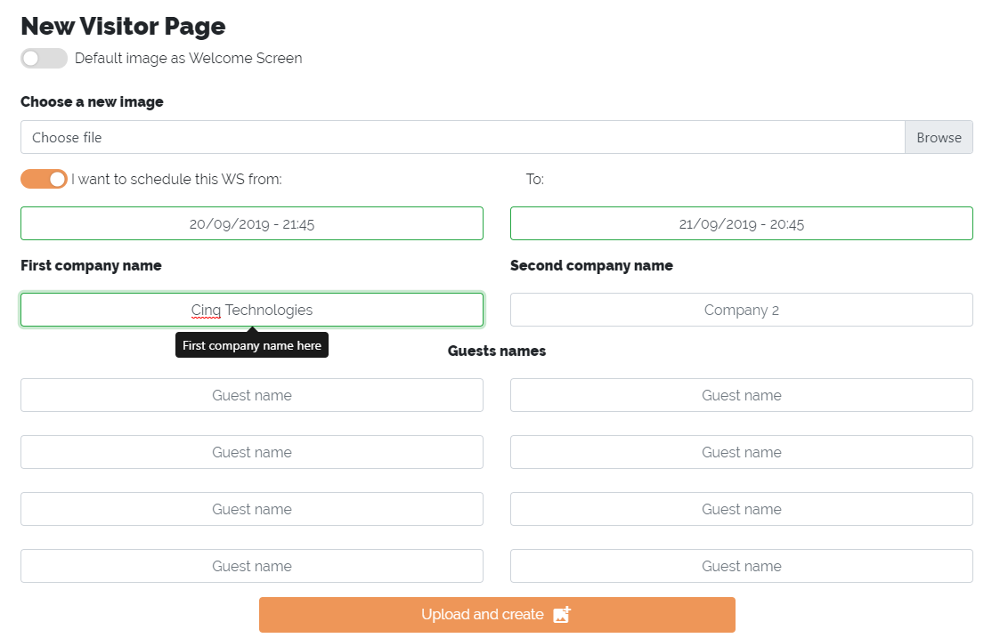 New Visitor Page
Default image as Welcome Screen
Choose a new image
Choose file Browse
I want to schedule this WS from: To:
20/09/2019 - 21:45 21/09/2019 - 20:45
First company name Second company name
Cinq Technologies Company 2
First company name here
Guests names
Guest name Guest name
Guest name Guest name
Guest name Guest name
Guest name Guest name
Upload and create